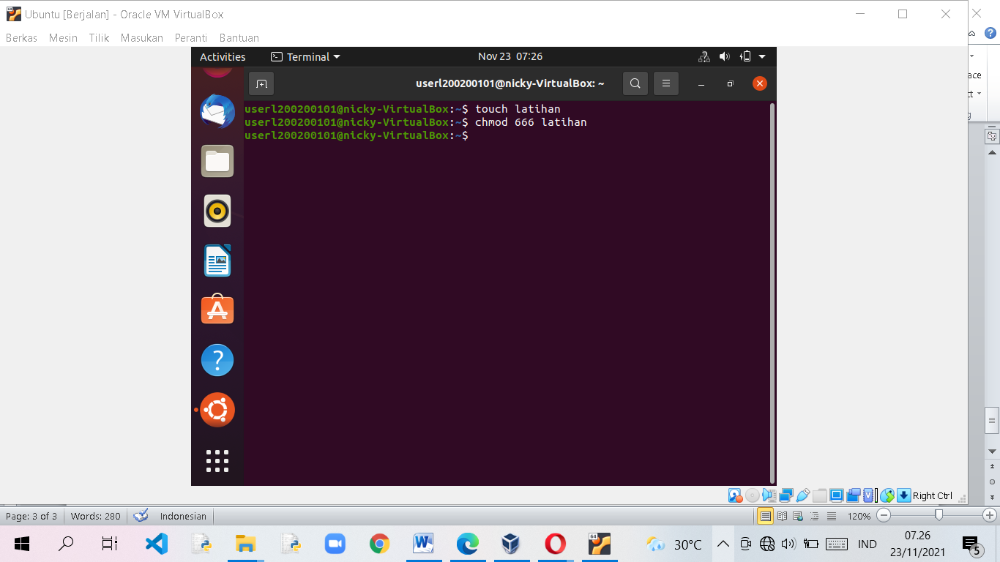 Ubuntu [Berjalan] - Oracle VM VirtualBox
Berkas Mesin Tilik Masukan Peranti Bantuan
Activities Terminal Nov 23 07:26
userl200200101@nicky-VirtualBox: ~
userl200200101@nicky-VirtualBox:~$ touch latihan
userl200200101@nicky-VirtualBox:~$ chmod 666 latihan
userl200200101@nicky-VirtualBox:~$
Right Ctrl
Page: 3 of 3 Words: 280 Indonesian 120%
30°C IND 07.26
23/11/2021 5